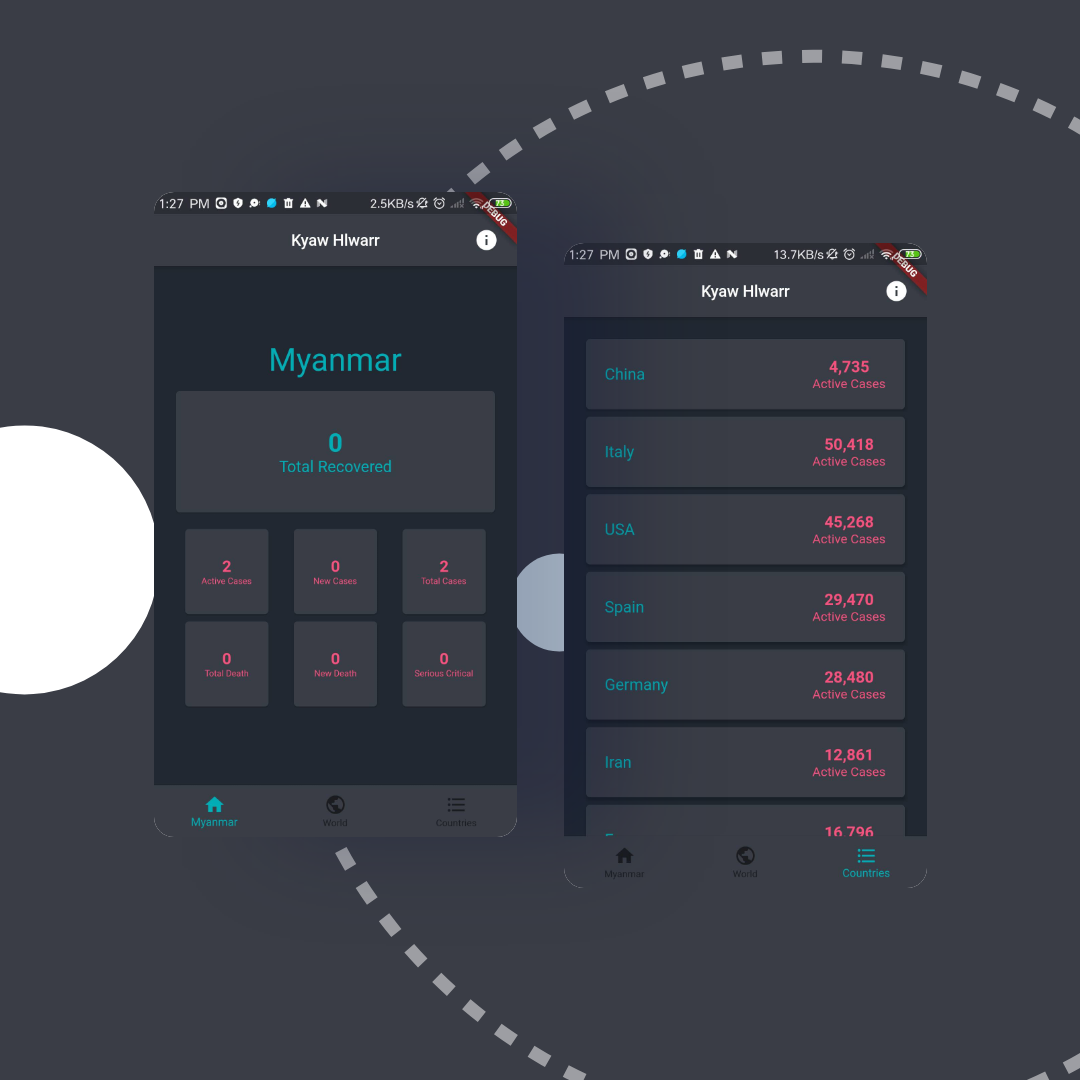 1:27 PM 2.5KB/s 73
DEBUG
Kyaw Hlwarr
Myanmar
0
Total Recovered
2 0 2
Active Cases New Cases Total Cases
0 0 0
Total Death New Death Serious Critical
Myanmar World Countries
1:27 PM 13.7KB/s 73
DEBUG
Kyaw Hlwarr
China 4,735
Active Cases
Italy 50,418
Active Cases
USA 45,268
Active Cases
Spain 29,470
Active Cases
Germany 28,480
Active Cases
Iran 12,861
Active Cases
16,796
Myanmar World Countries